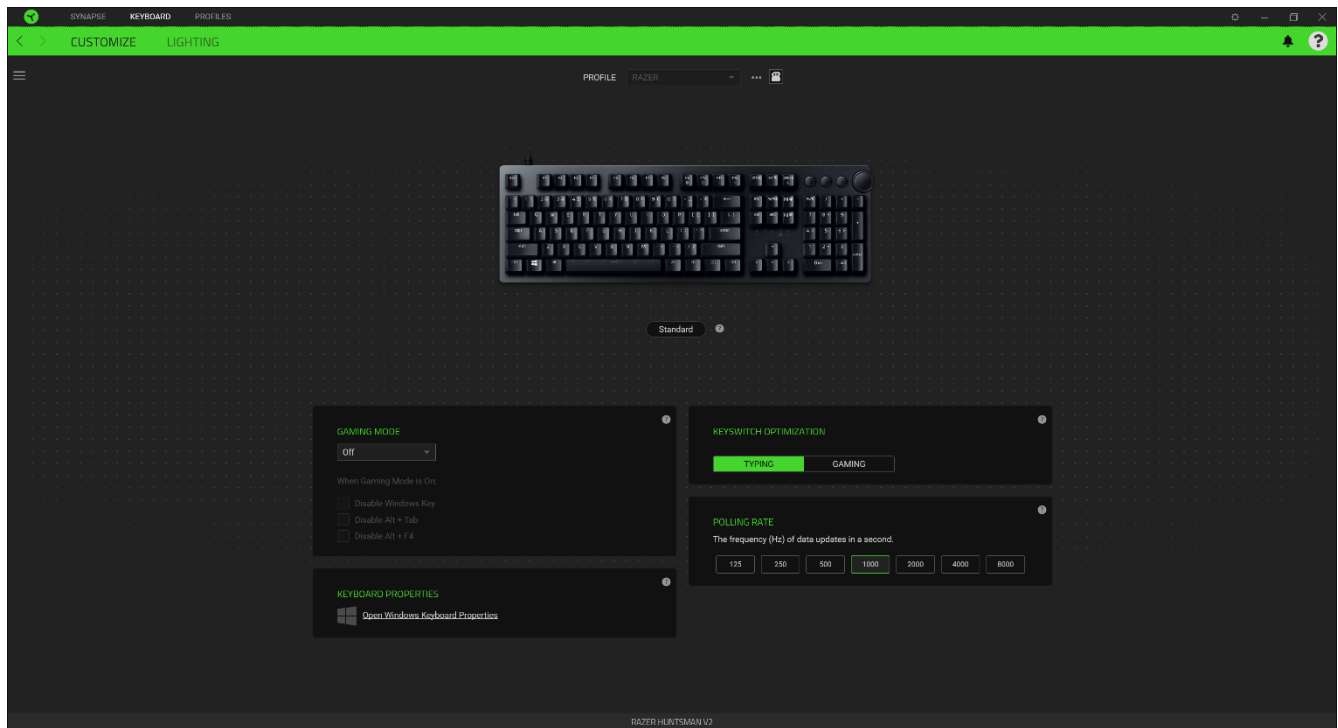 SYNAPSE KEYBOARD PROFILES
CUSTOMIZE LIGHTING
PROFILE RAZER
Standard
GAMING MODE
Off
When Gaming Mode is On:
Disable Windows Key
Disable Alt + Tab
Disable Alt + F4
KEYBOARD PROPERTIES
Open Windows Keyboard Properties
KEYSWITCH OPTIMIZATION
TYPING GAMING
POLLING RATE
The frequency (Hz) of data updates in a second.
125 250 500 1000 2000 4000 8000
RAZER HUNTSMAN V2